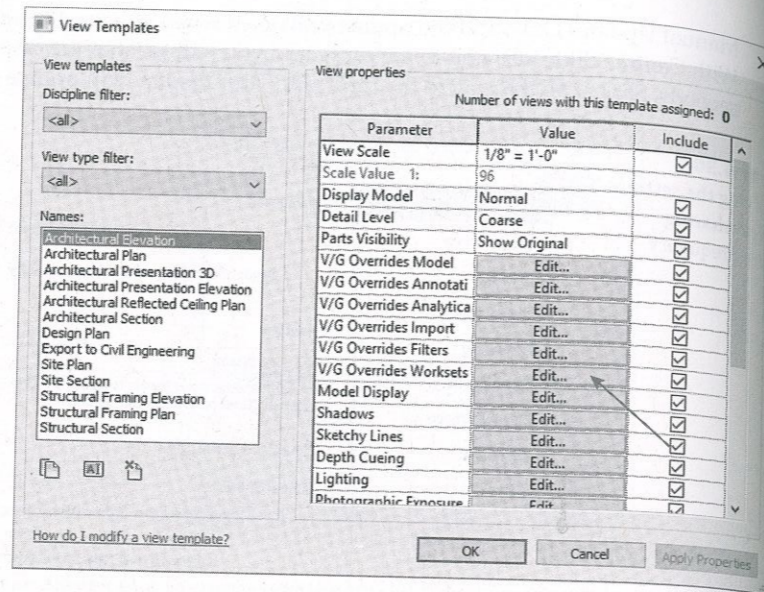 View Templates
View templates
Discipline filter:
<all>
View type filter:
<all>
Names:
Architectural Elevation
Architectural Plan
Architectural Presentation 3D
Architectural Presentation Elevation
Architectural Reflected Ceiling Plan
Architectural Section
Design Plan
Export to Civil Engineering
Site Plan
Site Section
Structural Framing Elevation
Structural Framing Plan
Structural Section
AI
How do I modify a view template?
View properties
Number of views with this template assigned: 0
Parameter Value Include
View Scale 1/8" = 1'-0"
Scale Value 1: 96
Display Model Normal
Detail Level Coarse
Parts Visibility Show Original
V/G Overrides Model Edit...
V/G Overrides Annotati Edit...
V/G Overrides Analytica Edit...
V/G Overrides Import Edit...
V/G Overrides Filters Edit...
V/G Overrides Worksets Edit...
Model Display Edit...
Shadows Edit...
Sketchy Lines Edit...
Depth Cueing Edit...
Lighting Edit...
Photographic Exposure Edit
OK Cancel Apply Properties